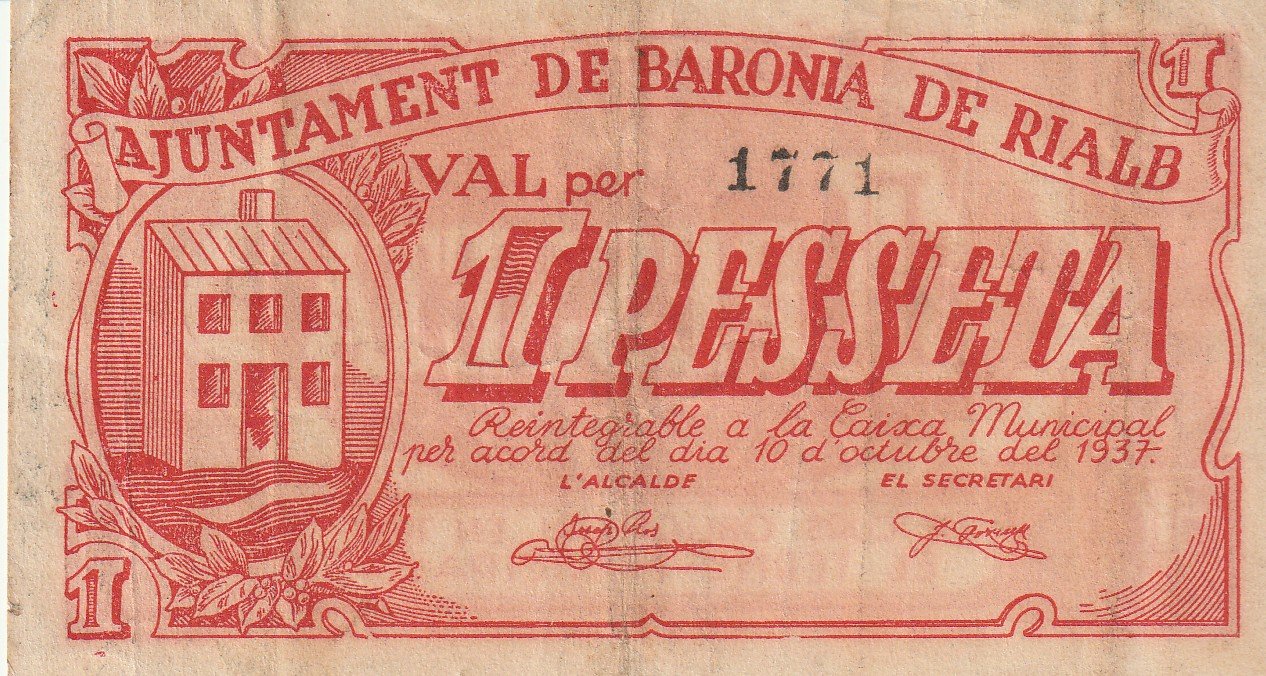 AJUNTAMENT DE BARONIA DE RIALB
1
VAL per 1771
1 PESSETA
Reintegrable a la Caixa Municipal
per acord del dia 10 d'octubre del 1937.
L'ALCALDE EL SECRETARI
1